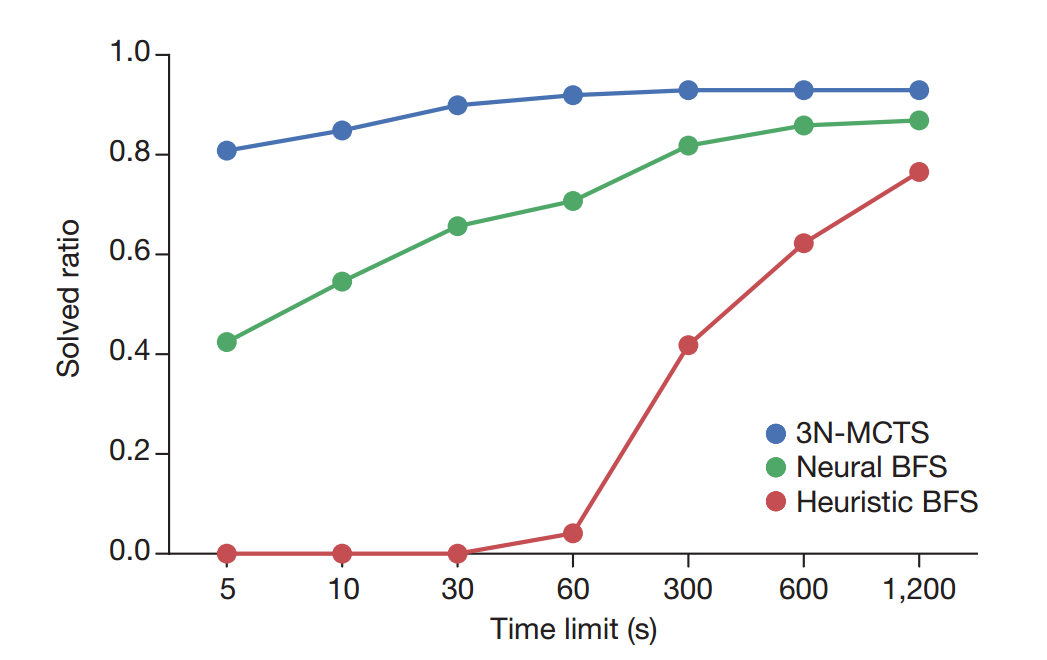 1.0
0.8
0.6
0.4
0.2
0.0
Solved ratio
3N-MCTS
Neural BFS
Heuristic BFS
5 10 30 60 300 600 1,200
Time limit (s)